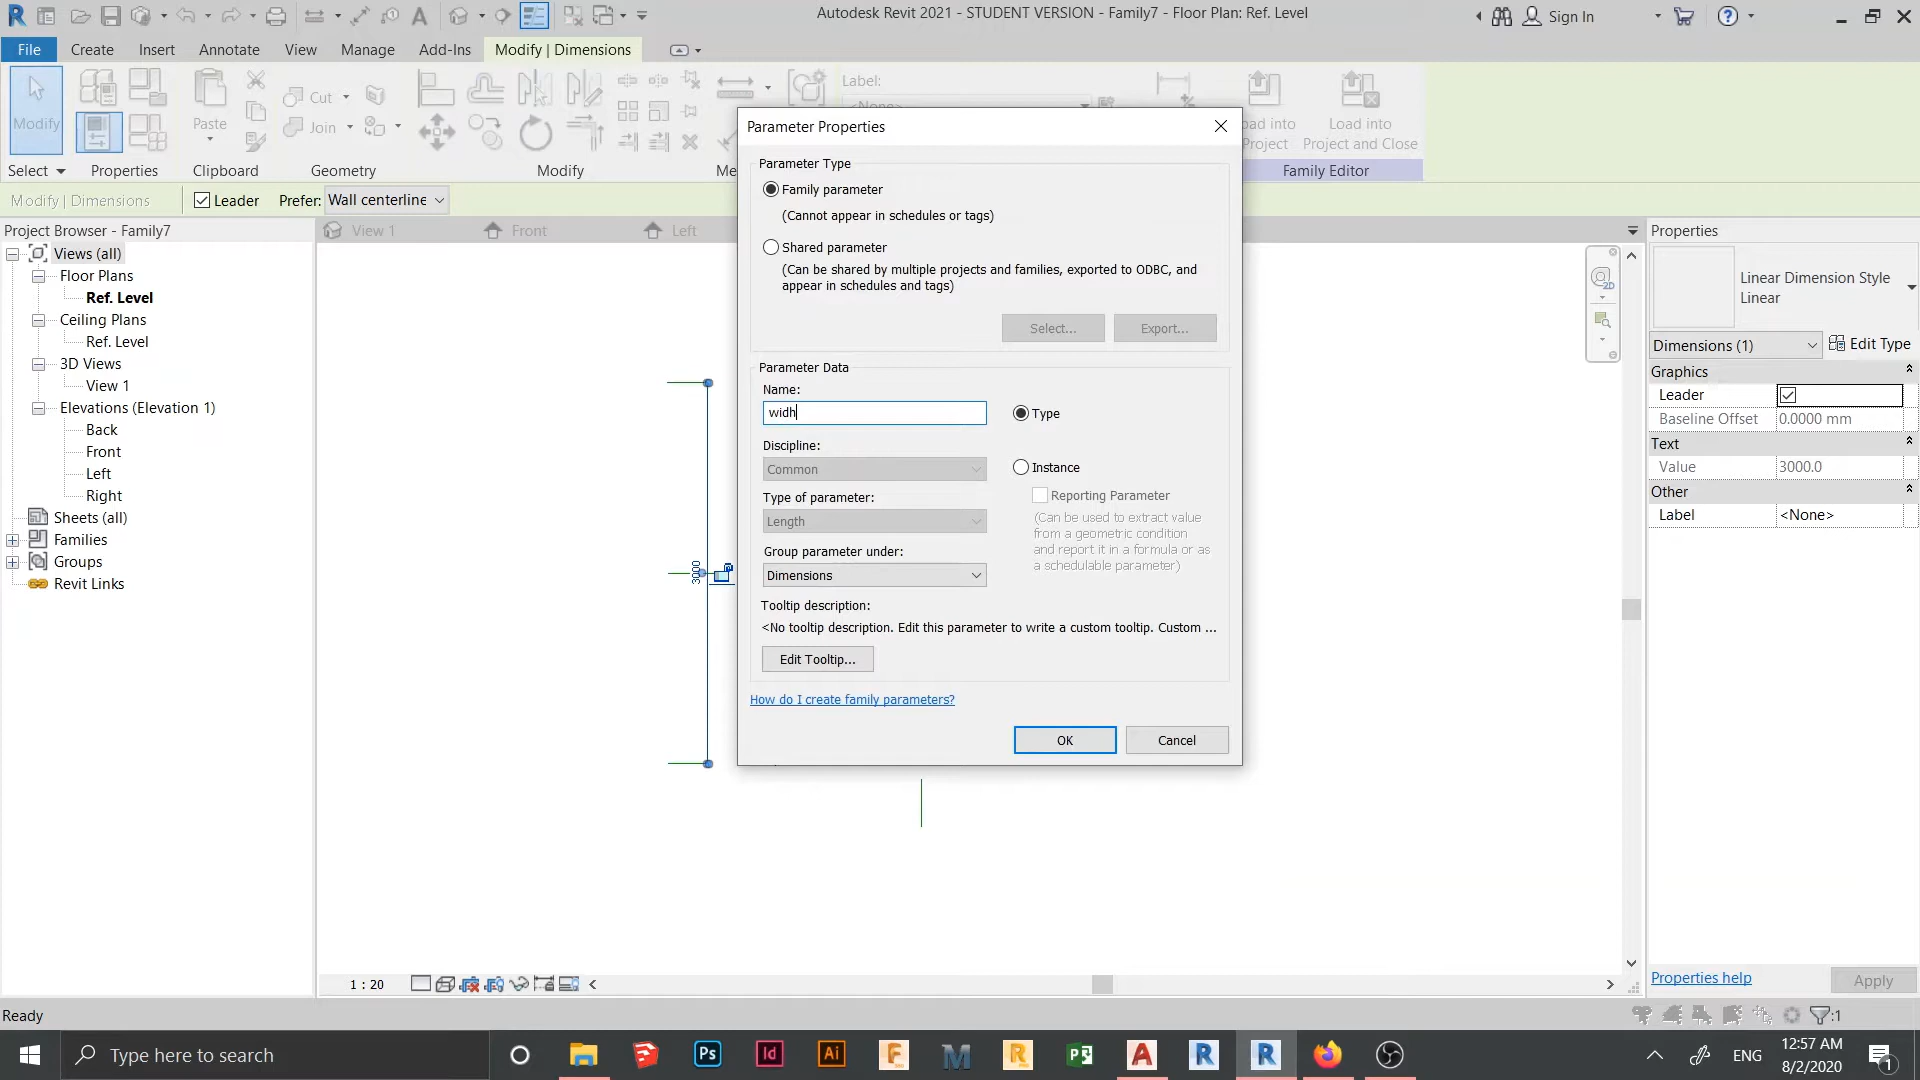 Autodesk Revit 2021 - STUDENT VERSION - Family7 - Floor Plan: Ref. Level
Sign In
File Create Insert Annotate View Manage Add-Ins Modify | Dimensions
Modify
Paste
Cut
Join
Label:
<None>
Load into
Project and Close
Project
Select Properties Clipboard Geometry Modify Family Editor
Modify | Dimensions Leader Prefer: Wall centerline
Project Browser - Family7
Views (all)
Floor Plans
Ref. Level
Ceiling Plans
Ref. Level
3D Views
View 1
Elevations (Elevation 1)
Back
Front
Left
Right
Sheets (all)
Families
Groups
Revit Links
View 1 Front Left
3000
Parameter Properties
Parameter Type
Family parameter
(Cannot appear in schedules or tags)
Shared parameter
(Can be shared by multiple projects and families, exported to ODBC, and
appear in schedules and tags)
Select... Export...
Parameter Data
Name:
widh
Type
Discipline:
Common
Instance
Type of parameter:
Length
Reporting Parameter
(Can be used to extract value
from a geometric condition
and report it in a formula or as
a schedulable parameter)
Group parameter under:
Dimensions
Tooltip description:
<No tooltip description. Edit this parameter to write a custom tooltip. Custom ...
Edit Tooltip...
How do I create family parameters?
OK Cancel
Properties
Linear Dimension Style
Linear
Dimensions (1) Edit Type
Graphics
Leader
Baseline Offset 0.0000 mm
Text
Value 3000.0
Other
Label <None>
Properties help Apply
1 : 20
Ready
:1
Type here to search
Ps Id Ai
ENG
12:57 AM
8/2/2020
1